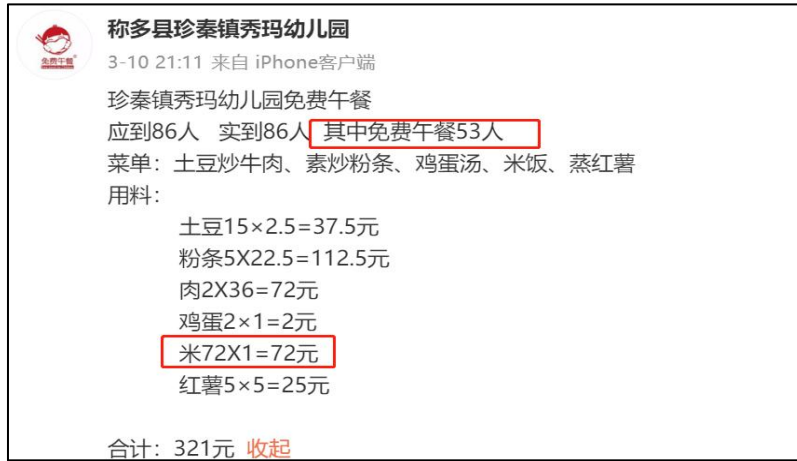 称多县珍秦镇秀玛幼儿园
免费午餐
3-10 21:11 来自 iPhone客户端
珍秦镇秀玛幼儿园免费午餐
应到86人 实到86人 其中免费午餐53人
菜单：土豆炒牛肉、素炒粉条、鸡蛋汤、米饭、蒸红薯
用料：
土豆15×2.5=37.5元
粉条5X22.5=112.5元
肉2X36=72元
鸡蛋2×1=2元
米72X1=72元
红薯5×5=25元
合计：321元 收起